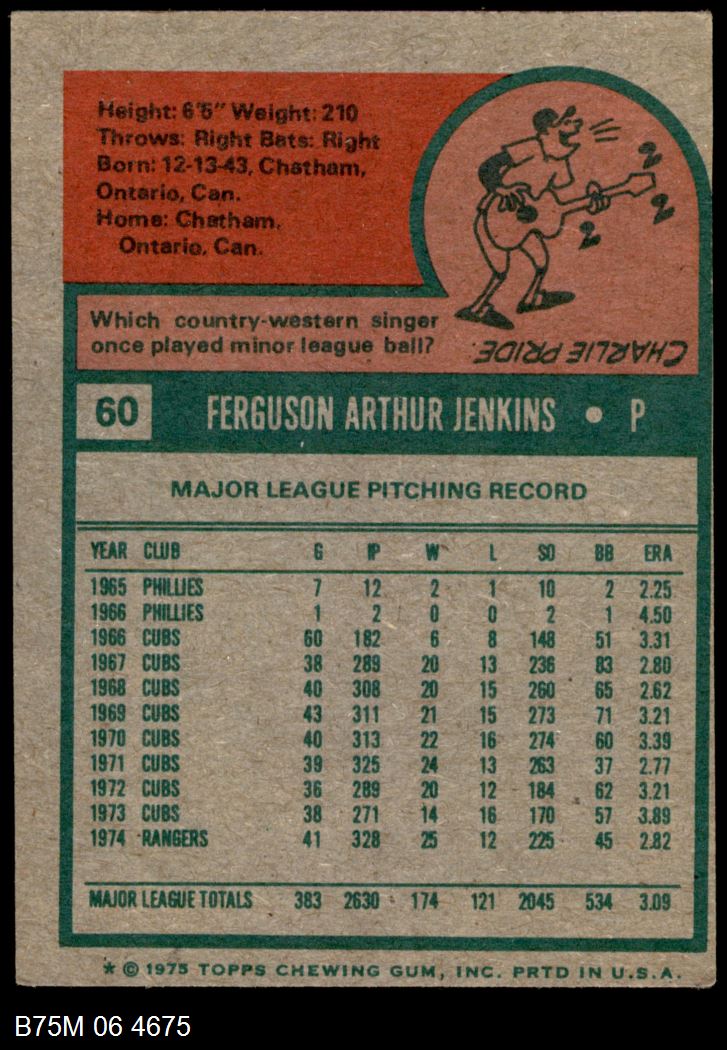 Height: 6'5" Weight: 210
Throws: Right Bats: Right
Born: 12-13-43, Chatham,
Ontario, Can.
Home: Chatham,
Ontario, Can.
Which country-western singer
once played minor league ball?
CHARLIE PRIDE.
60 FERGUSON ARTHUR JENKINS • P
MAJOR LEAGUE PITCHING RECORD
YEAR CLUB G IP W L SO BB ERA
1965 PHILLIES 7 12 2 1 10 2 2.25
1966 PHILLIES 1 2 0 0 2 1 4.50
1966 CUBS 60 182 6 8 148 51 3.31
1967 CUBS 38 289 20 13 236 83 2.80
1968 CUBS 40 308 20 15 260 65 2.62
1969 CUBS 43 311 21 15 273 71 3.21
1970 CUBS 40 313 22 16 274 60 3.39
1971 CUBS 39 325 24 13 263 37 2.77
1972 CUBS 36 289 20 12 184 62 3.21
1973 CUBS 38 271 14 16 170 57 3.89
1974 RANGERS 41 328 25 12 225 45 2.82
MAJOR LEAGUE TOTALS 383 2630 174 121 2045 534 3.09
* © 1975 TOPPS CHEWING GUM, INC. PRTD IN U.S.A.
B75M 06 4675